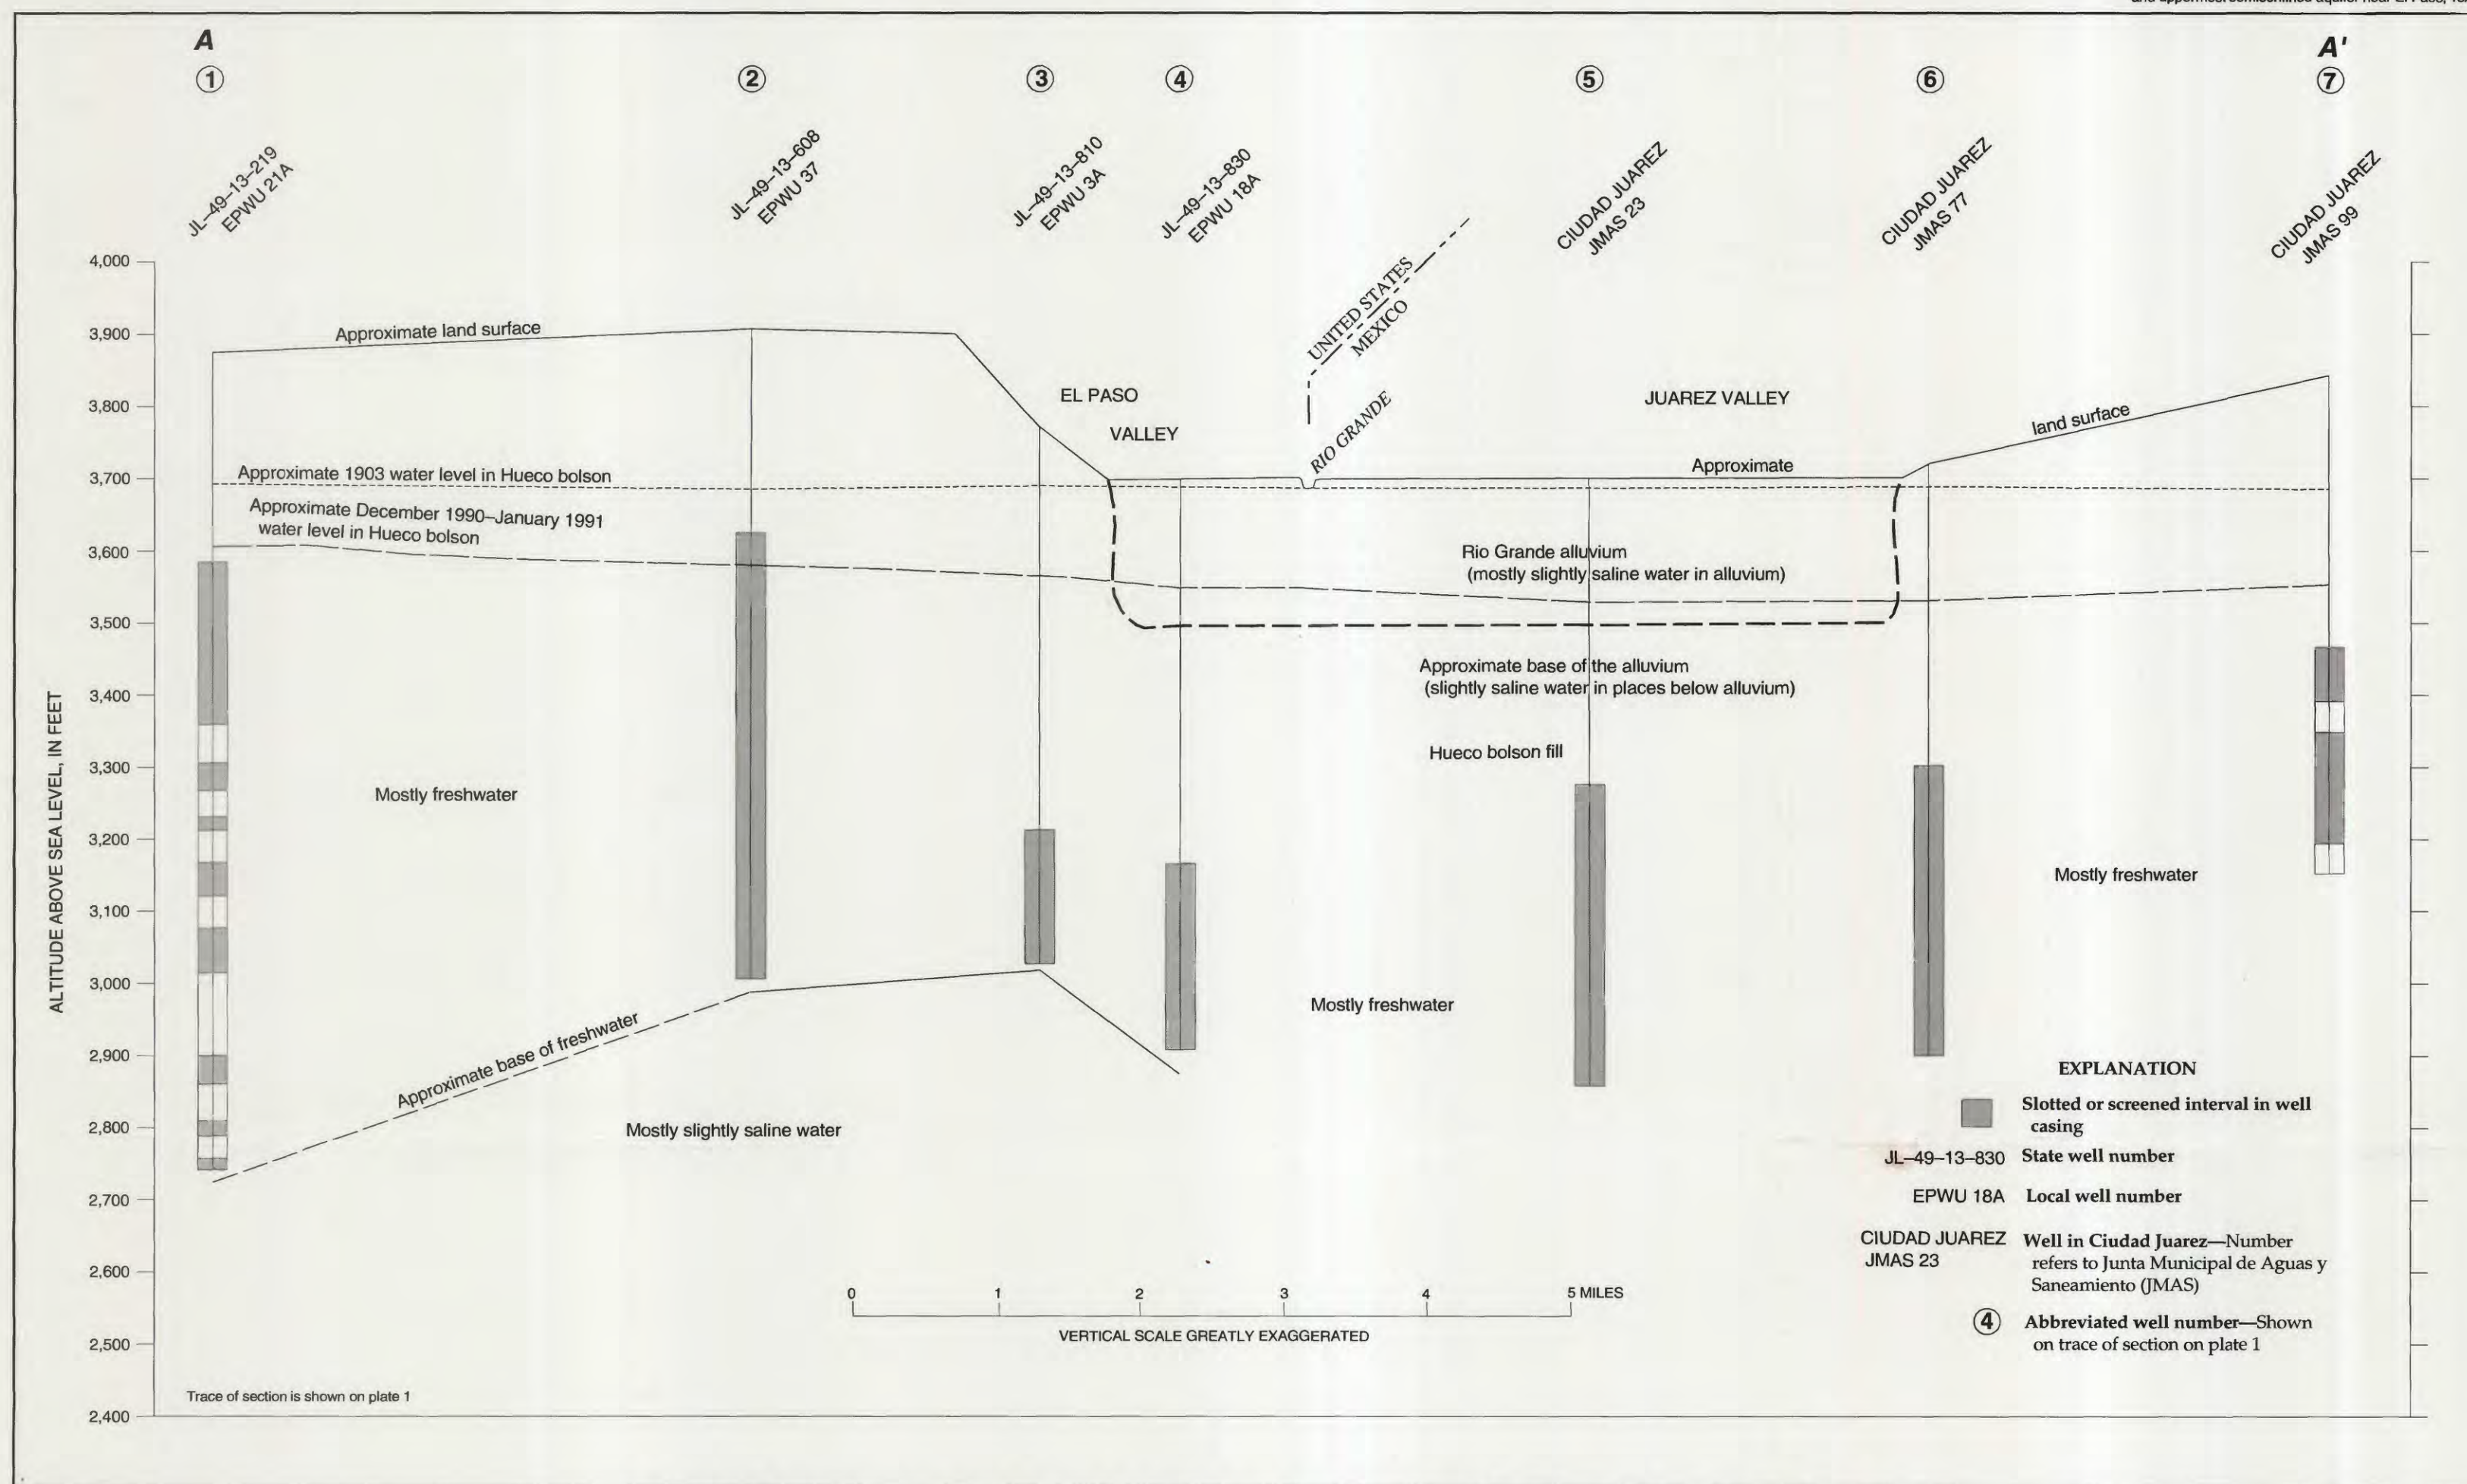 A
A'
1
2
3
4
5
6
7
JL–49–13–219
EPWU 21A
JL–49–13–608
EPWU 37
JL–49–13–810
EPWU 3A
JL–49–13–830
EPWU 18A
CIUDAD JUAREZ
JMAS 23
CIUDAD JUAREZ
JMAS 77
CIUDAD JUAREZ
JMAS 99
UNITED STATES
MEXICO
RIO GRANDE
4,000
3,900
3,800
3,700
3,600
3,500
3,400
3,300
3,200
3,100
3,000
2,900
2,800
2,700
2,600
2,500
2,400
ALTITUDE ABOVE SEA LEVEL, IN FEET
Approximate land surface
EL PASO
VALLEY
JUAREZ VALLEY
Approximate
land surface
Approximate 1903 water level in Hueco bolson
Approximate December 1990–January 1991
water level in Hueco bolson
Rio Grande alluvium
(mostly slightly saline water in alluvium)
Approximate base of the alluvium
(slightly saline water in places below alluvium)
Hueco bolson fill
Mostly freshwater
Mostly freshwater
Mostly freshwater
Approximate base of freshwater
Mostly slightly saline water
EXPLANATION
Slotted or screened interval in well
casing
JL–49–13–830 State well number
EPWU 18A Local well number
CIUDAD JUAREZ Well in Ciudad Juarez—Number
JMAS 23 refers to Junta Municipal de Aguas y
Saneamiento (JMAS)
4 Abbreviated well number—Shown
on trace of section on plate 1
0 1 2 3 4 5 MILES
VERTICAL SCALE GREATLY EXAGGERATED
Trace of section is shown on plate 1